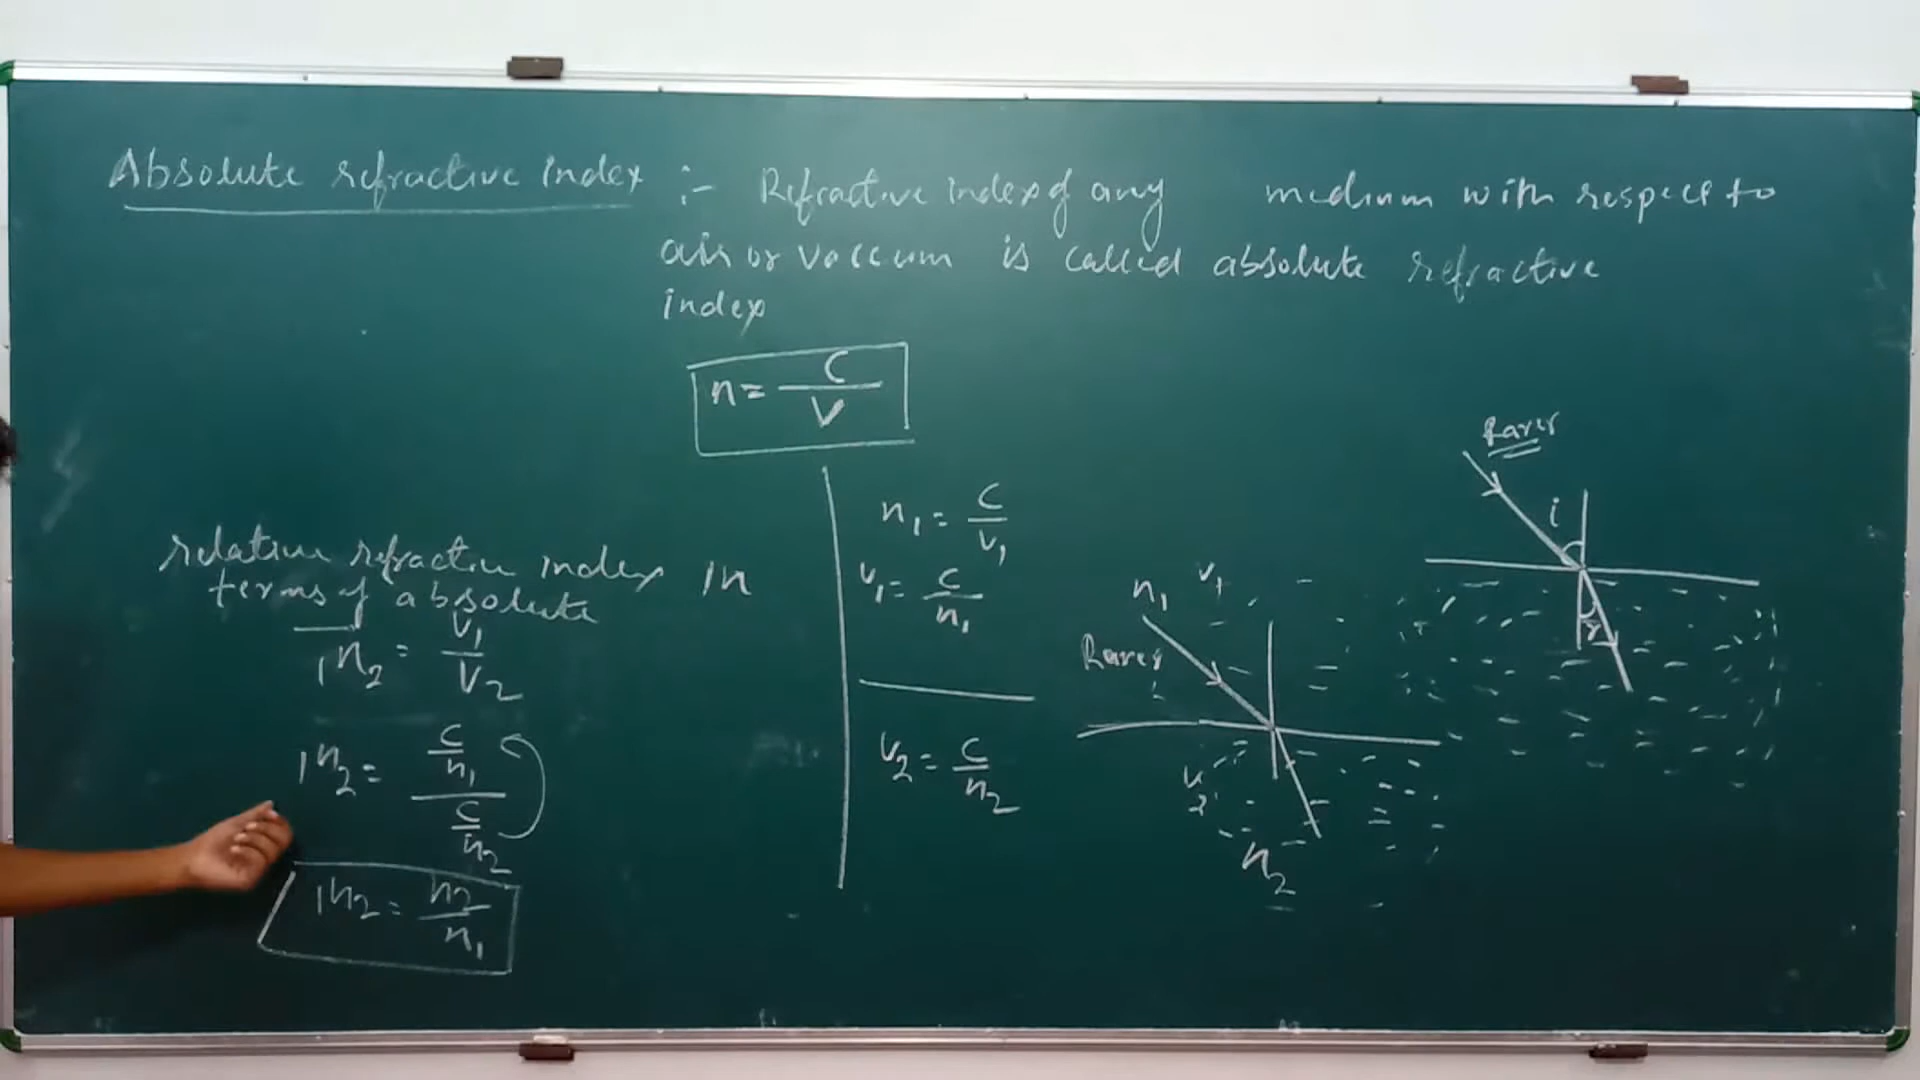 Absolute refractive index :- Refractive index of any medium with respect to
air or vaccum is called absolute refractive
index
n = C/V
relative refractive index in
terms of absolute
₁n₂ = V₁/V₂
₁n₂ = (C/n₁)/(C/n₂)
₁n₂ = n₂/n₁
n₁ = C/V₁
V₁ = C/n₁
V₂ = C/n₂
n₁ V₁
Rarer
V₂
n₂
Rarer
i
r